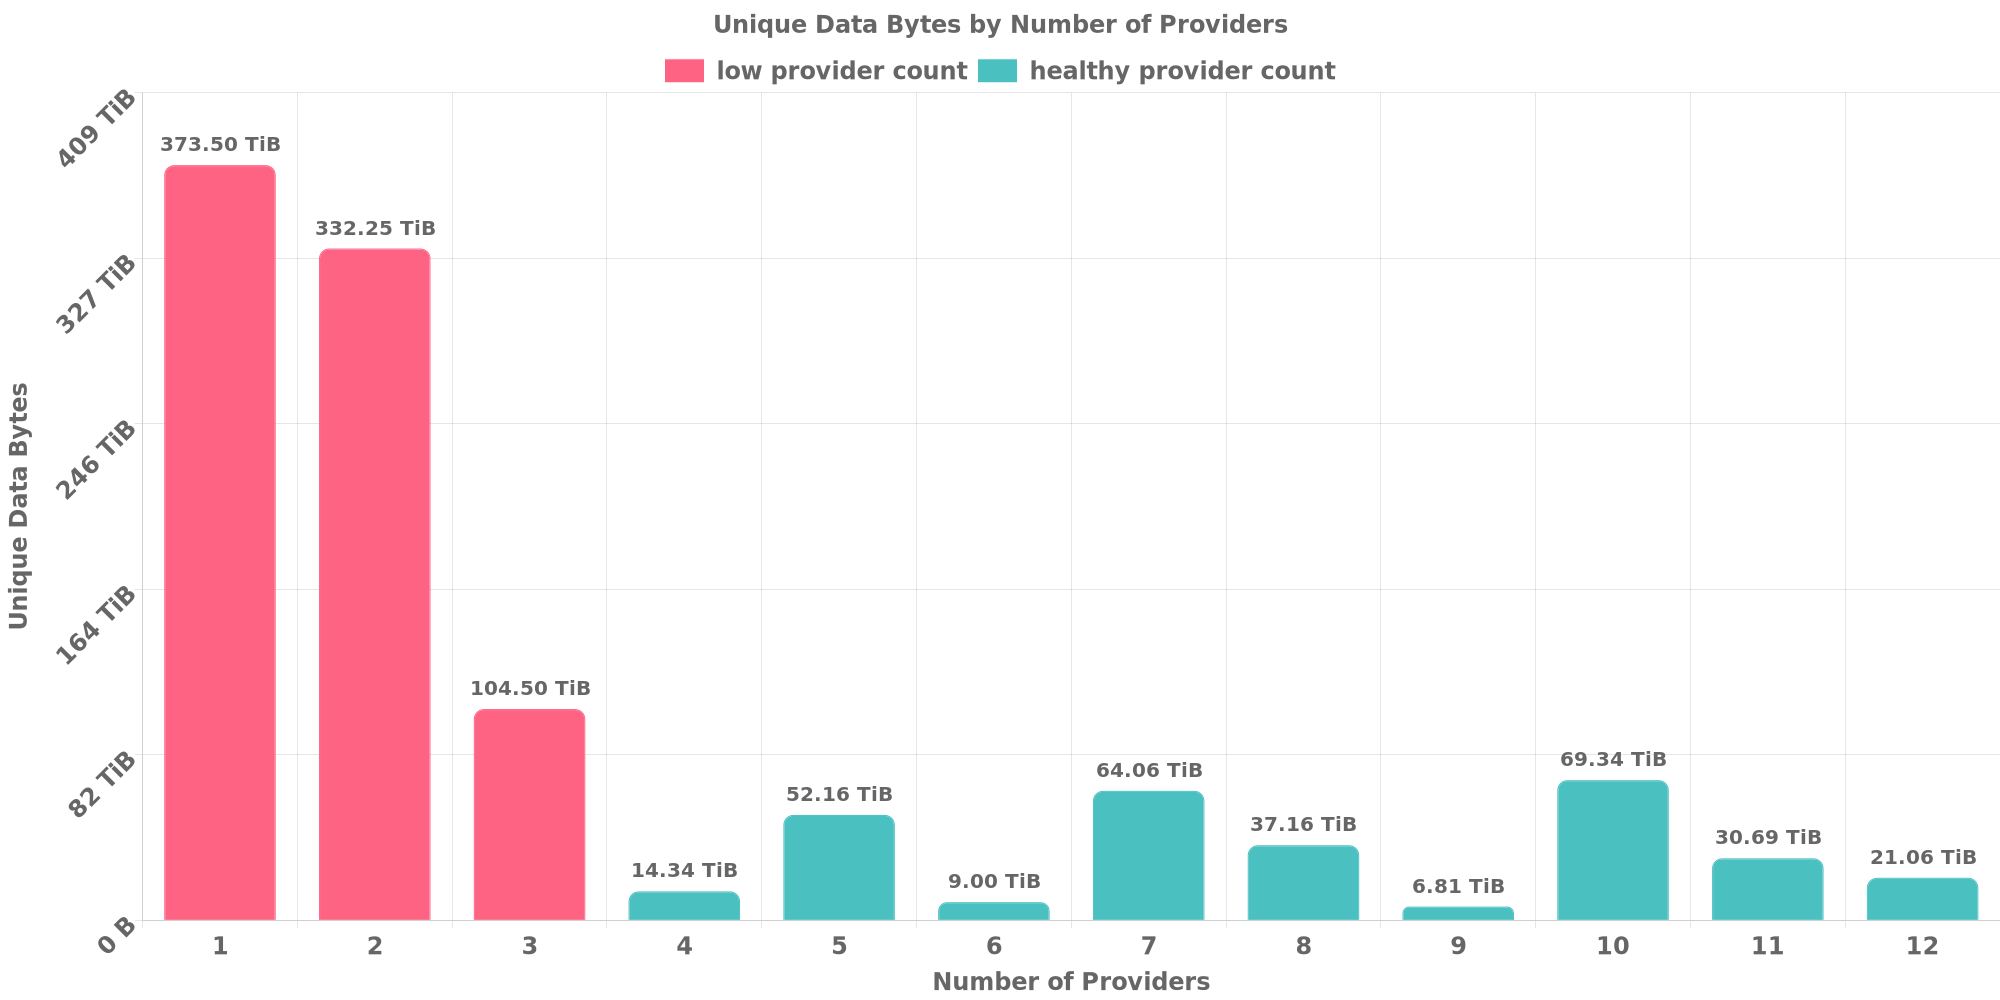 Unique Data Bytes by Number of Providers
low provider count healthy provider count
409 TiB
327 TiB
246 TiB
164 TiB
82 TiB
0 B
Unique Data Bytes
373.50 TiB
332.25 TiB
104.50 TiB
14.34 TiB
52.16 TiB
9.00 TiB
64.06 TiB
37.16 TiB
6.81 TiB
69.34 TiB
30.69 TiB
21.06 TiB
1 2 3 4 5 6 7 8 9 10 11 12
Number of Providers